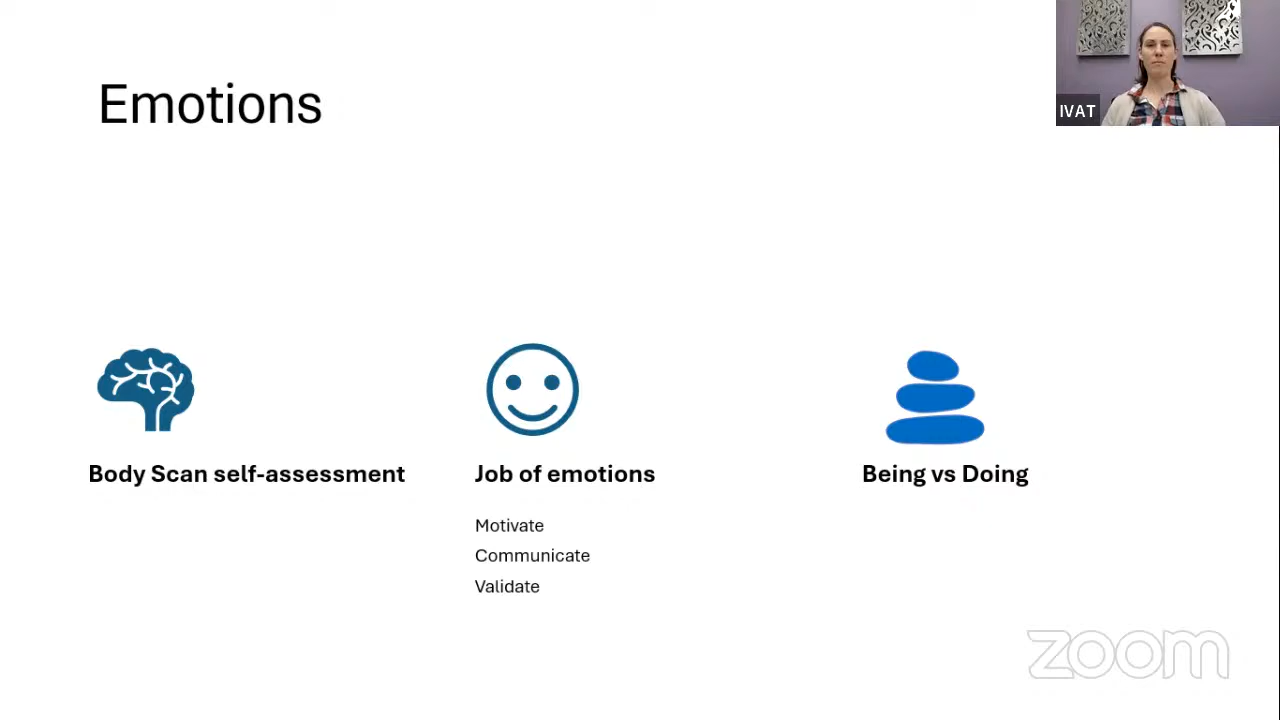 Emotions
IVAT
Body Scan self-assessment
Job of emotions
Being vs Doing
Motivate
Communicate
Validate
zoom